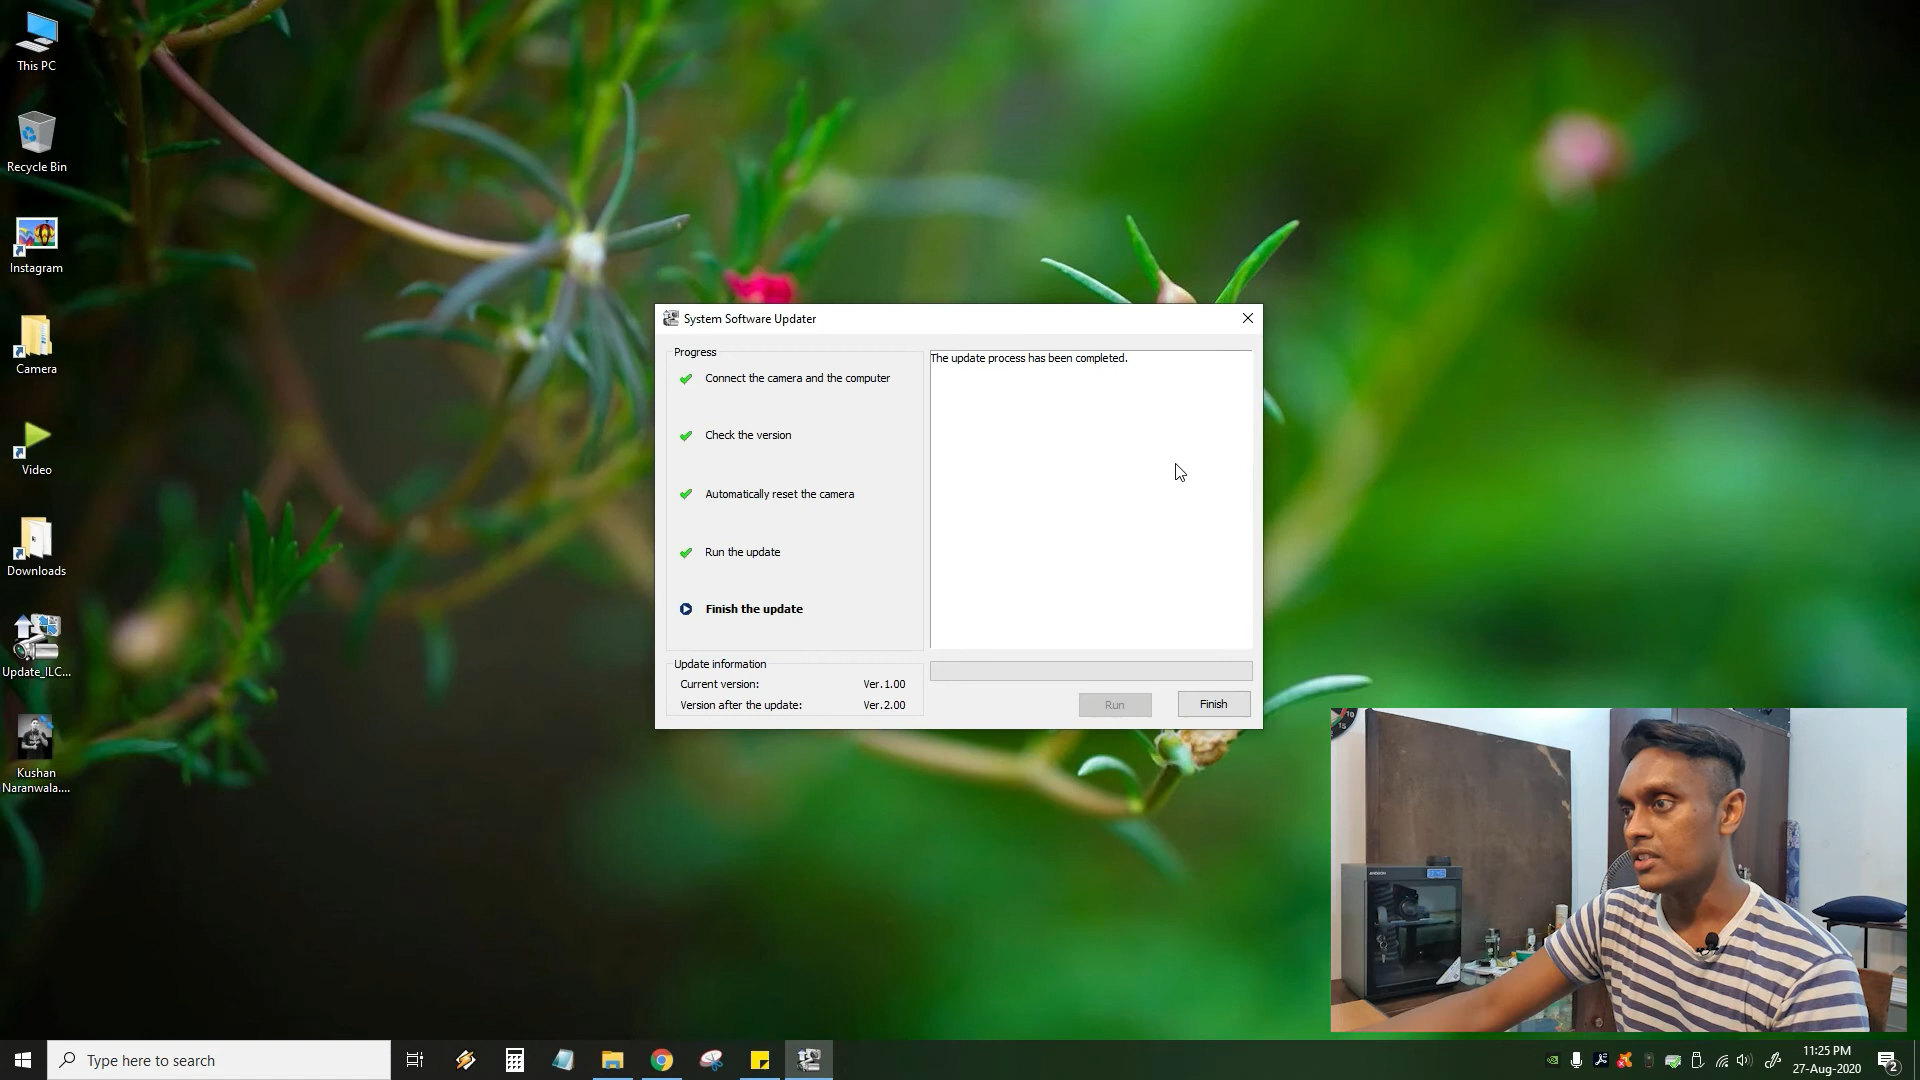 This PC
Recycle Bin
Instagram
Camera
Video
Downloads
Update_ILC...
Kushan
Naranwala....
System Software Updater
Progress
Connect the camera and the computer
Check the version
Automatically reset the camera
Run the update
Finish the update
The update process has been completed.
Update information
Current version: Ver.1.00
Version after the update: Ver.2.00
Run
Finish
Type here to search
11:25 PM
27-Aug-2020
2